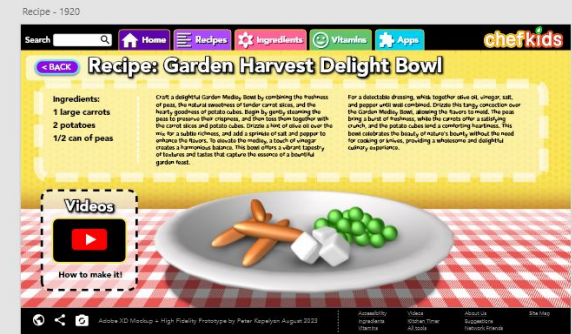 Recipe - 1920
Search
Home
Recipes
Ingredients
Vitamins
Apps
chefkids
< BACK
Recipe: Garden Harvest Delight Bowl
Ingredients:
1 large carrots
2 potatoes
1/2 can of peas
Craft a delightful Garden Medley Bowl by combining the freshness
of peas, the natural sweetness of tender carrot slices, and the
hearty goodness of potato cubes. Begin by gently steaming the
peas to preserve their crispness, and then toss them together with
the carrot slices and potato cubes. Drizzle a hint of olive oil over the
mix for a subtle richness, and add a sprinkle of salt and pepper to
enhance the flavors. To elevate the medley, a touch of vinegar
creates a harmonious balance. This bowl offers a vibrant tapestry
of textures and tastes that capture the essence of a bountiful
garden feast.
For a delectable dressing, whisk together olive oil, vinegar, salt,
and pepper until well combined. Drizzle this tangy concoction over
the Garden Medley Bowl, allowing the flavors to meld. The peas
bring a burst of freshness, while the carrots offer a satisfying
crunch, and the potato cubes lend a comforting heartiness. This
bowl celebrates the beauty of nature's bounty, without the need
for cooking or knives, providing a wholesome and delightful
culinary experience.
Videos
How to make it!
Adobe XD Mockup + High Fidelity Prototype by Peter Kapelyan August 2023
Accessibility
Ingredients
Vitamins
Videos
Kitchen Timer
All tools
About Us
Suggestions
Network Friends
Site Map